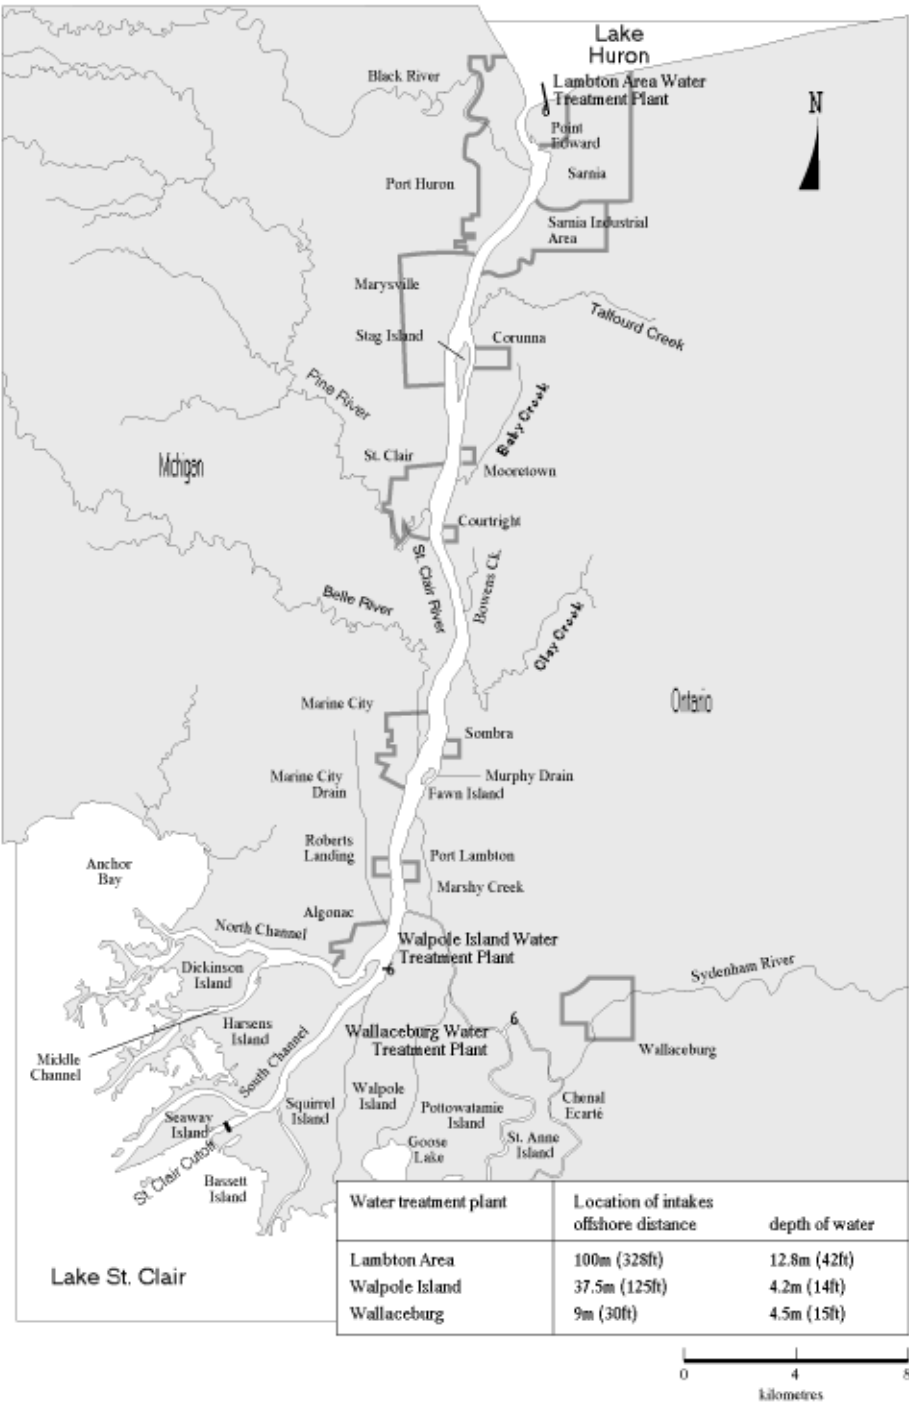 Lake
Huron
Black River
Lambton Area Water
Treatment Plant
N
Point
Edward
Sarnia
Port Huron
Sarnia Industrial
Area
Marysville
Talfourd Creek
Stag Island
Corunna
Pine River
Baby Creek
Michigan
St. Clair
Mooretown
Courtright
St. Clair River
Bowens Ck.
Belle River
Clay Creek
Ontario
Marine City
Sombra
Marine City
Drain
Murphy Drain
Fawn Island
Roberts
Landing
Port Lambton
Anchor
Bay
Marshy Creek
Algonac
North Channel
Walpole Island Water
Treatment Plant
6
Dickinson
Island
Sydenham River
Harsens
Island
6
Wallaceburg Water
Treatment Plant
Wallaceburg
Middle
Channel
South Channel
Squirrel
Island
Walpole
Island
Pottowatamie
Island
Chenal
Ecarté
Seaway
Island
St. Anne
Island
Goose
Lake
St. Clair Cutoff
Bassett
Island
Water treatment plant
Location of intakes
offshore distance depth of water
Lambton Area 100m (328ft) 12.8m (42ft)
Walpole Island 37.5m (125ft) 4.2m (14ft)
Wallaceburg 9m (30ft) 4.5m (15ft)
Lake St. Clair
0 4 8
kilometres